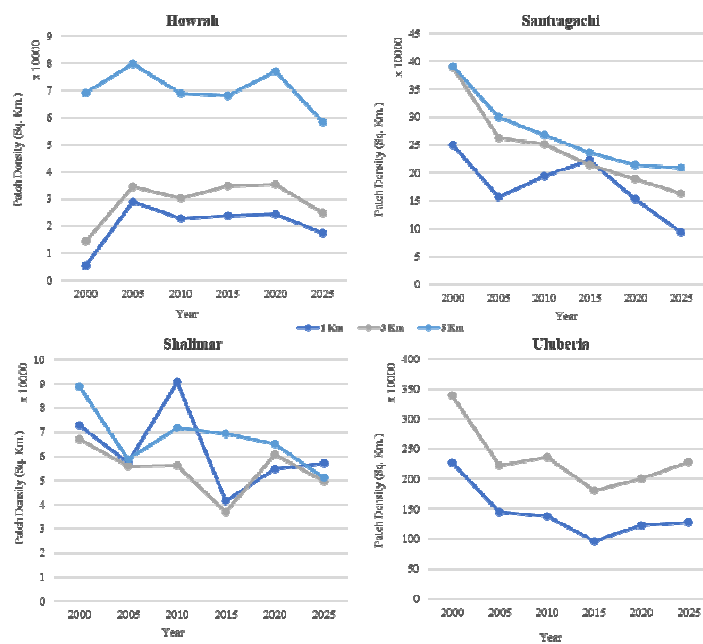 Howrah
x 10000
Patch Density (Sq. Km.)
9
8
7
6
5
4
3
2
1
0
2000 2005 2010 2015 2020 2025
Year
Santragachi
x 10000
Patch Density (Sq. Km.)
45
40
35
30
25
20
15
10
5
0
2000 2005 2010 2015 2020 2025
Year
1 Km 3 Km 5 Km
Shalimar
x 10000
Patch Density (Sq. Km.)
10
9
8
7
6
5
4
3
2
1
0
2000 2005 2010 2015 2020 2025
Year
Uluberia
x 10000
Patch Density (Sq. Km.)
400
350
300
250
200
150
100
50
0
2000 2005 2010 2015 2020 2025
Year